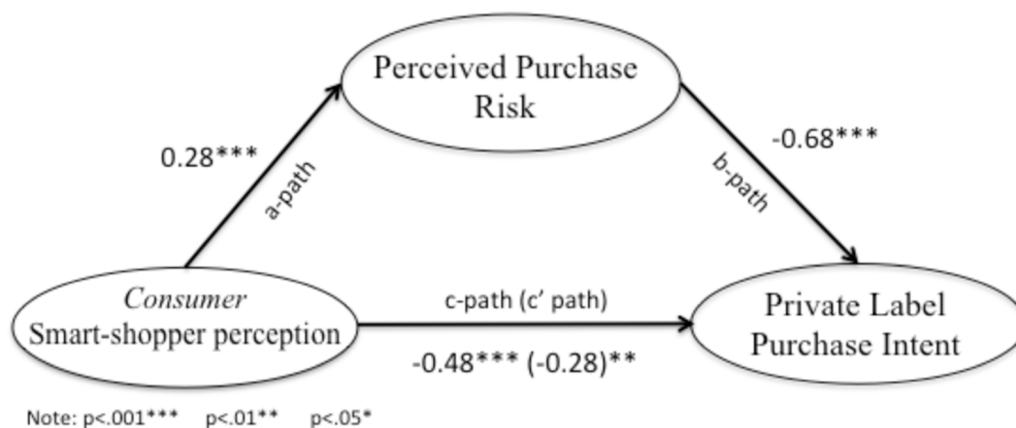 Perceived Purchase
Risk
0.28***
a-path
-0.68***
b-path
Consumer
Smart-shopper perception
c-path (c’ path)
-0.48*** (-0.28)**
Private Label
Purchase Intent
Note: p<.001*** p<.01** p<.05*